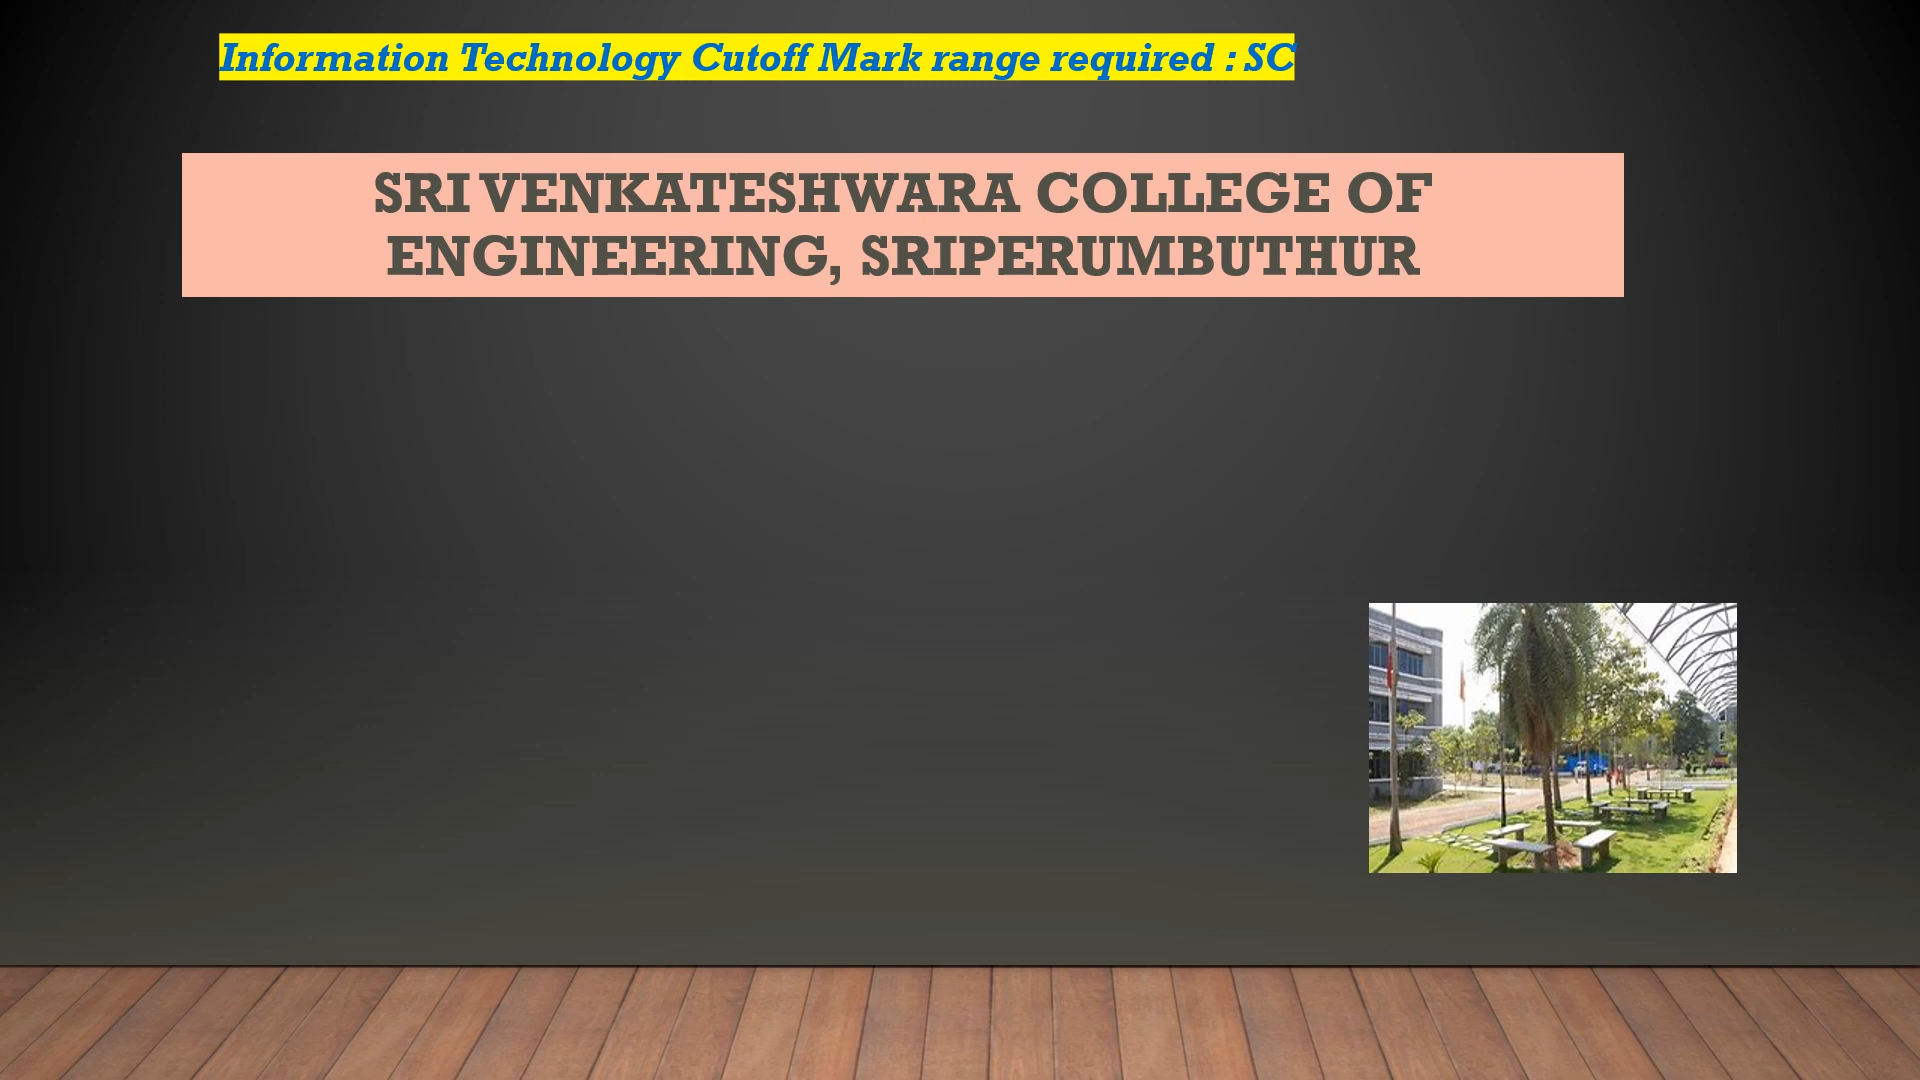 Information Technology Cutoff Mark range required : SC
SRI VENKATESHWARA COLLEGE OF
ENGINEERING, SRIPERUMBUTHUR